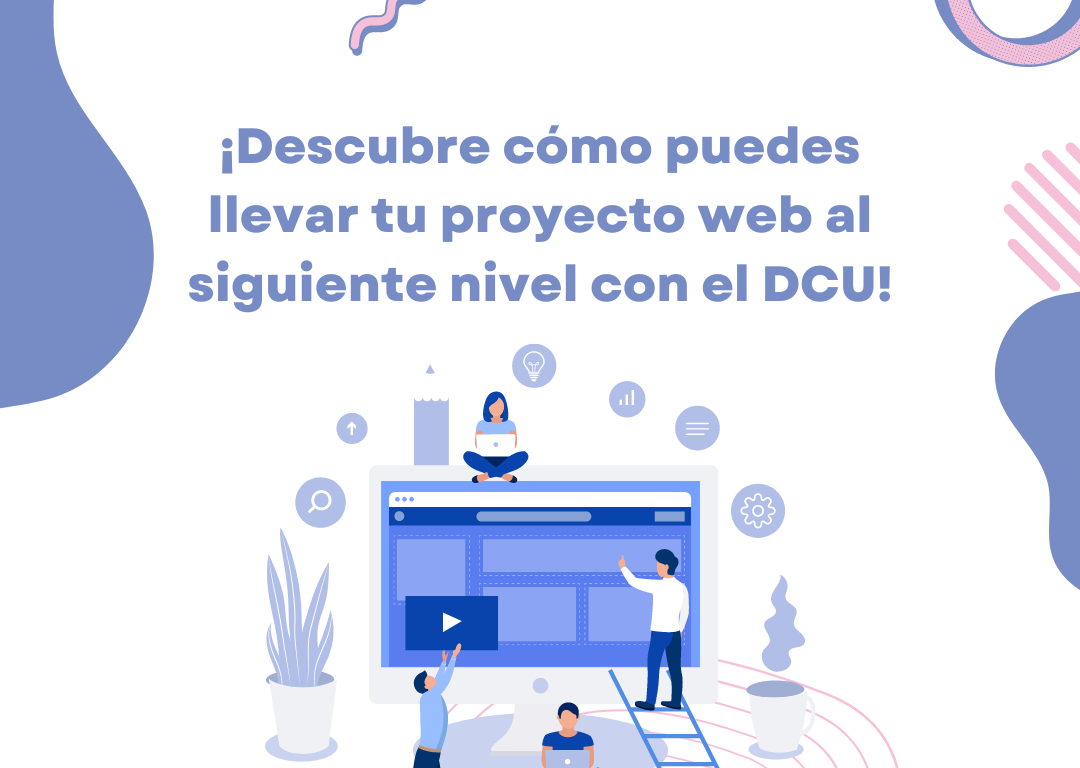 ¡Descubre cómo puedes
llevar tu proyecto web al
siguiente nivel con el DCU!